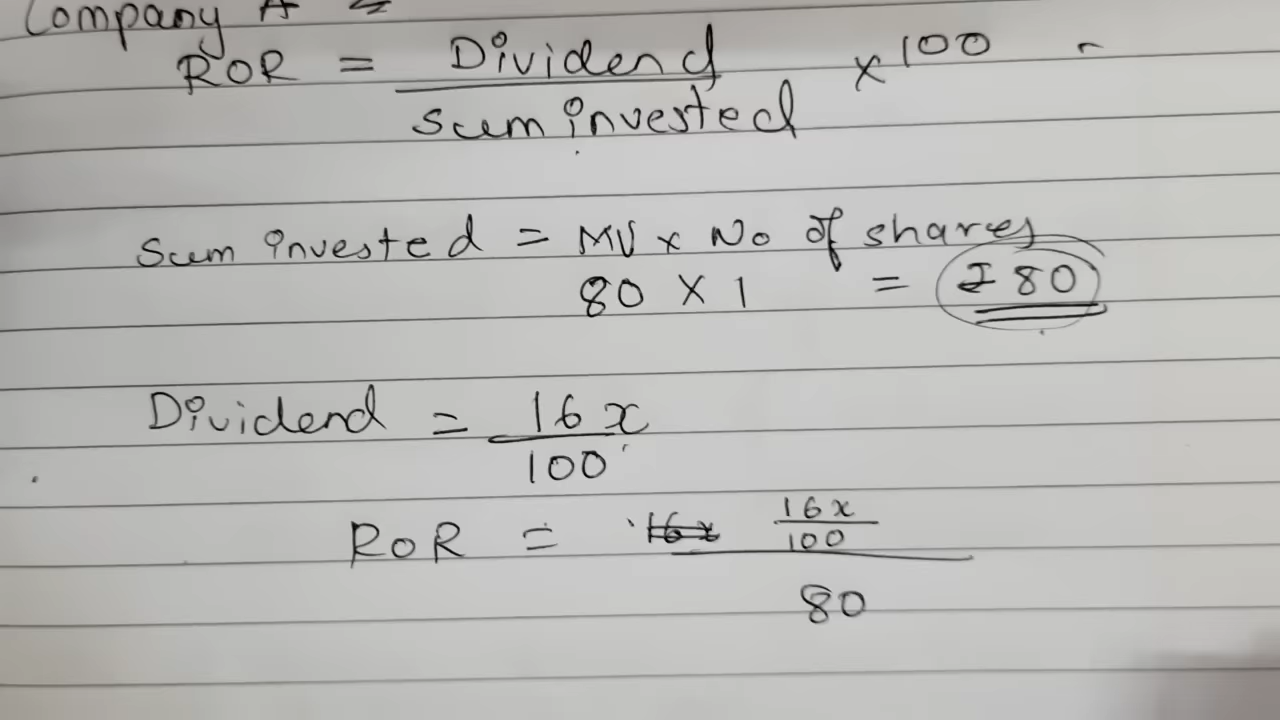 Company A =
ROR = Dividend / Sum invested × 100 =
Sum invested = MV × No of shares
80 × 1 = ₹ 80
Dividend = 16x / 100
ROR = 16x/100 / 80